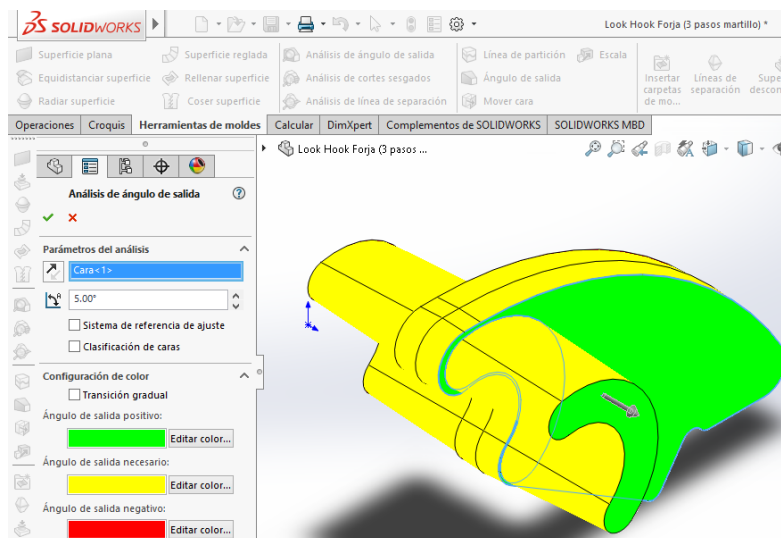 SOLIDWORKS
Look Hook Forja (3 pasos martillo) *
Superficie plana
Superficie reglada
Análisis de ángulo de salida
Línea de partición
Escala
Equidistanciar superficie
Rellenar superficie
Análisis de cortes sesgados
Ángulo de salida
Insertar carpetas de mo...
Líneas de separación
Radiar superficie
Coser superficie
Análisis de línea de separación
Mover cara
Operaciones
Croquis
Herramientas de moldes
Calcular
DimXpert
Complementos de SOLIDWORKS
SOLIDWORKS MBD
Look Hook Forja (3 pasos ...
Análisis de ángulo de salida
Parámetros del análisis
Cara<1>
5.00°
Sistema de referencia de ajuste
Clasificación de caras
Configuración de color
Transición gradual
Ángulo de salida positivo:
Editar color...
Ángulo de salida necesario:
Editar color...
Ángulo de salida negativo:
Editar color...